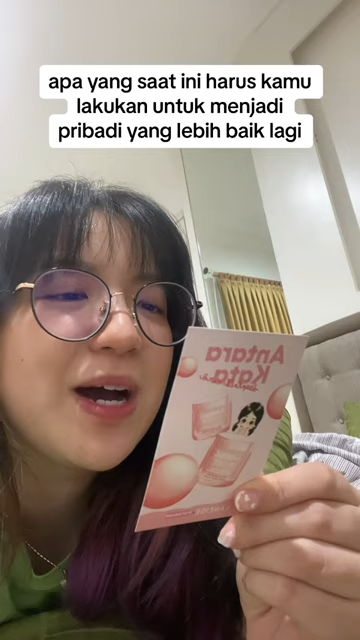 apa yang saat ini harus kamu
lakukan untuk menjadi
pribadi yang lebih baik lagi
Antara
Kata